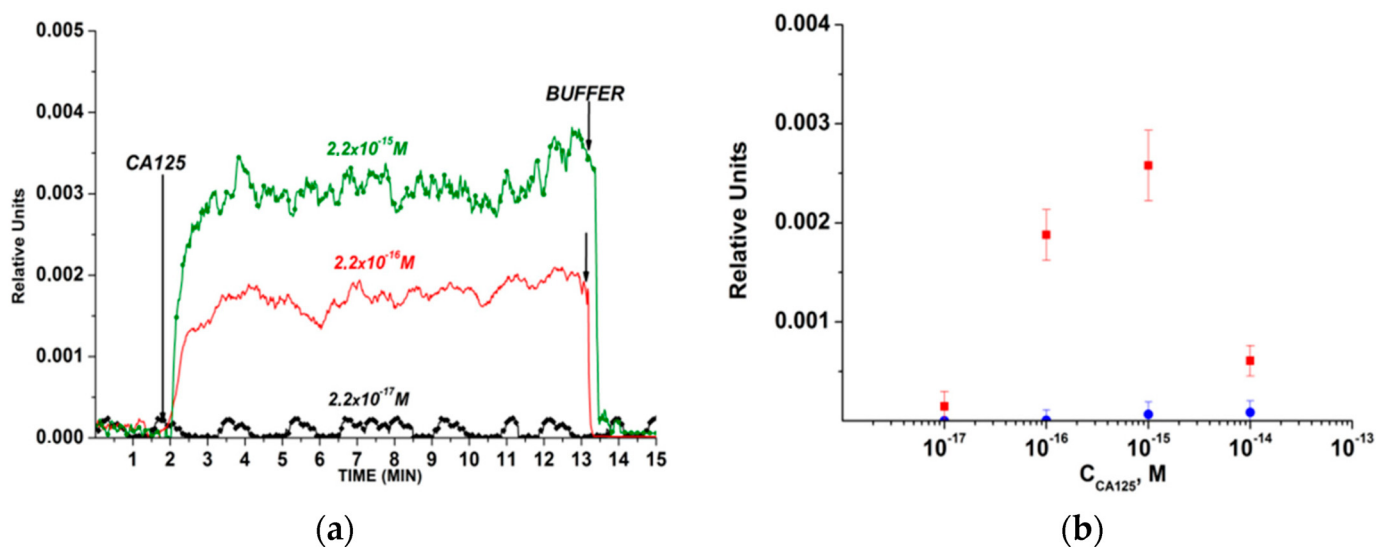 0.005
0.004
0.003
0.002
0.001
0.000
Relative Units
CA125
BUFFER
2.2x10⁻¹⁵M
2.2x10⁻¹⁶M
2.2x10⁻¹⁷M
1 2 3 4 5 6 7 8 9 10 11 12 13 14 15
TIME (MIN)
(a)
0.004
0.003
0.002
0.001
Relative Units
10⁻¹⁷ 10⁻¹⁶ 10⁻¹⁵ 10⁻¹⁴ 10⁻¹³
C_CA125, M
(b)